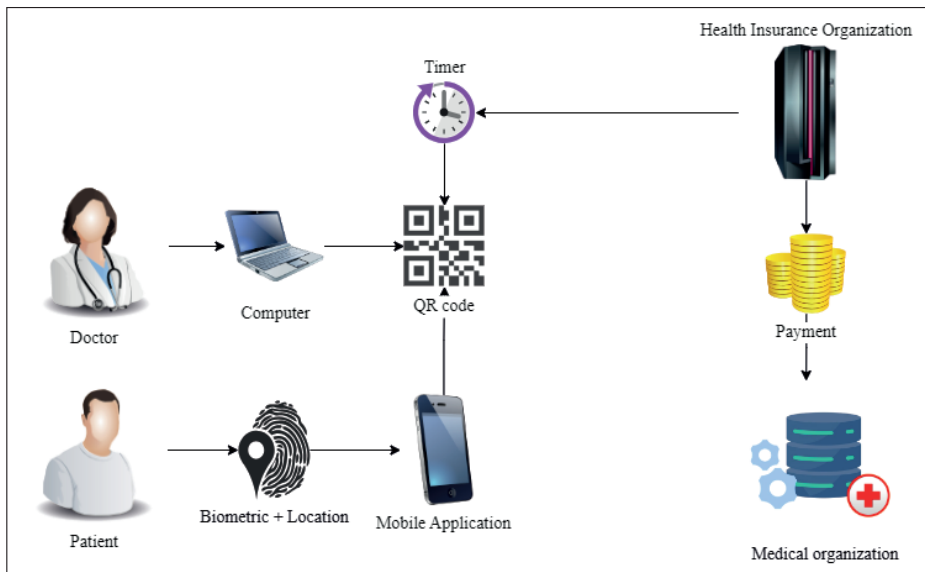 Health Insurance Organization
Timer
Doctor
Computer
QR code
Payment
Patient
Biometric + Location
Mobile Application
Medical organization